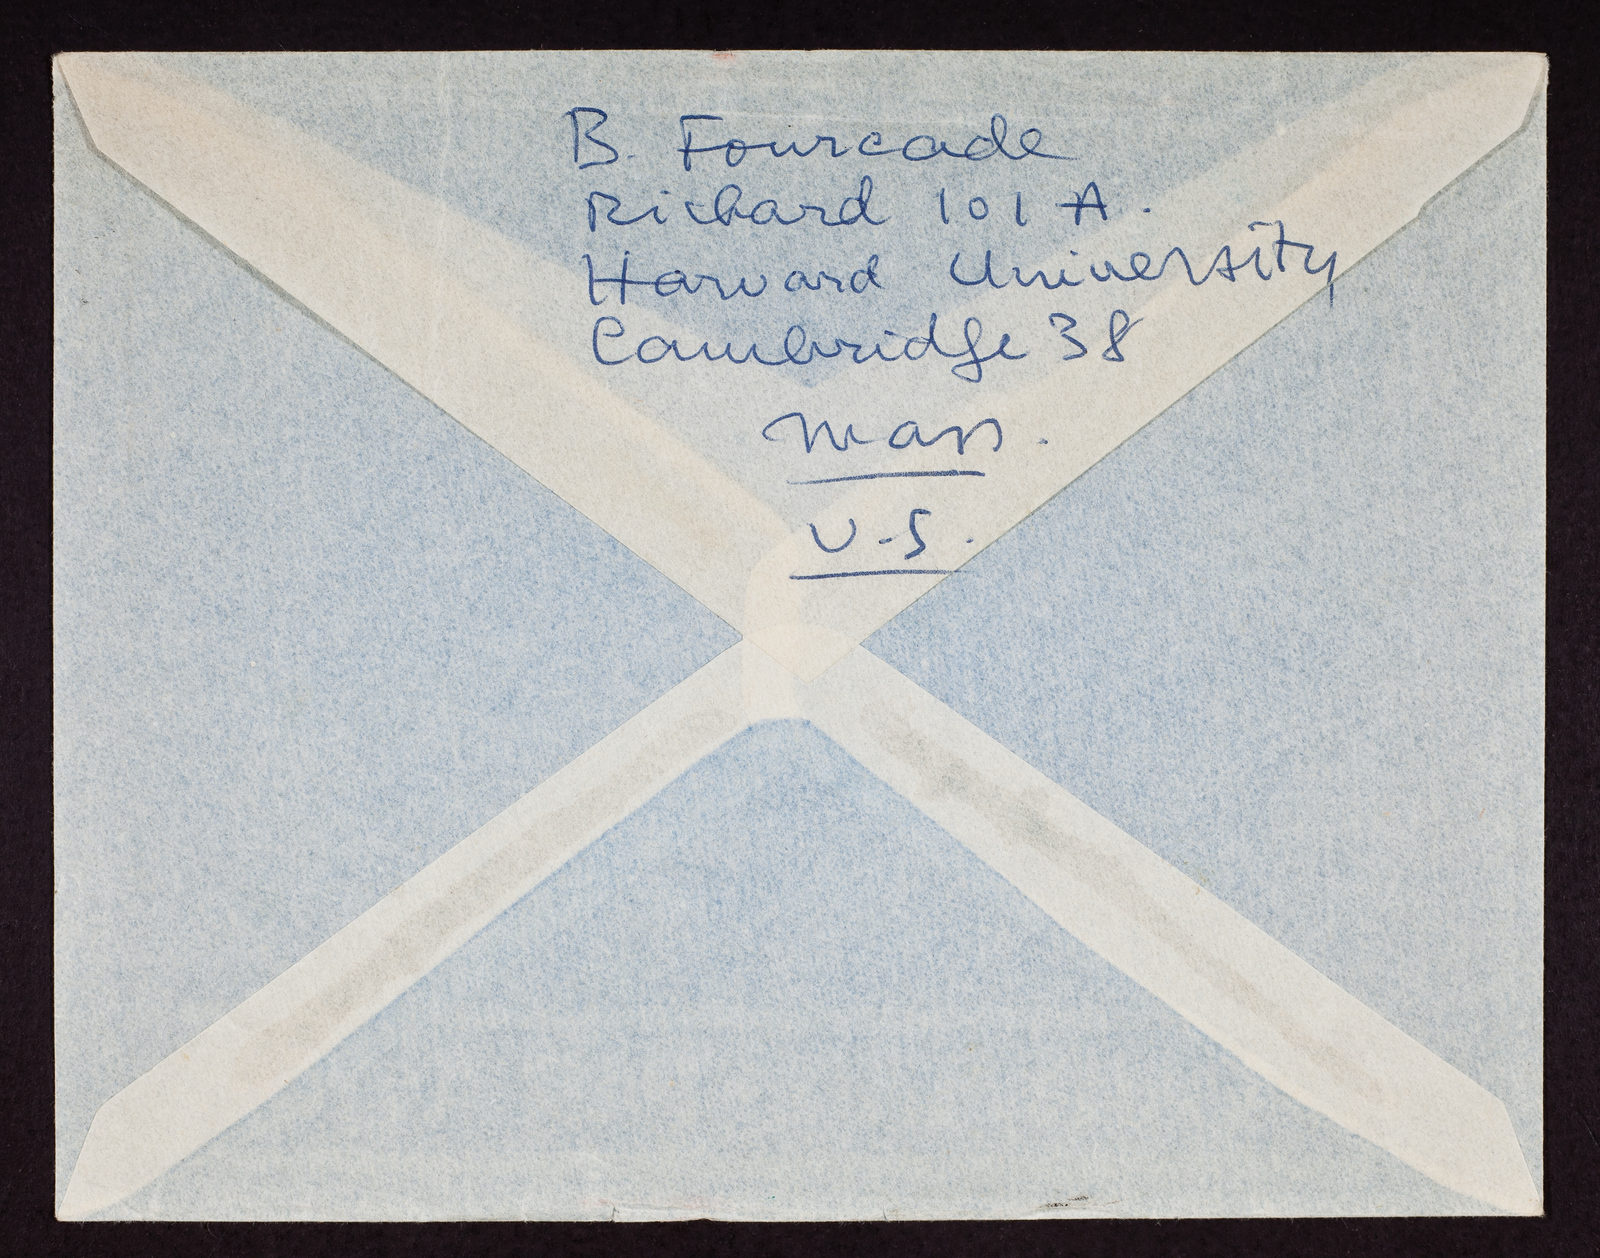 B. Fourcade
Richard 101 A.
Harvard University
Cambridge 38
Mass.
U.S.